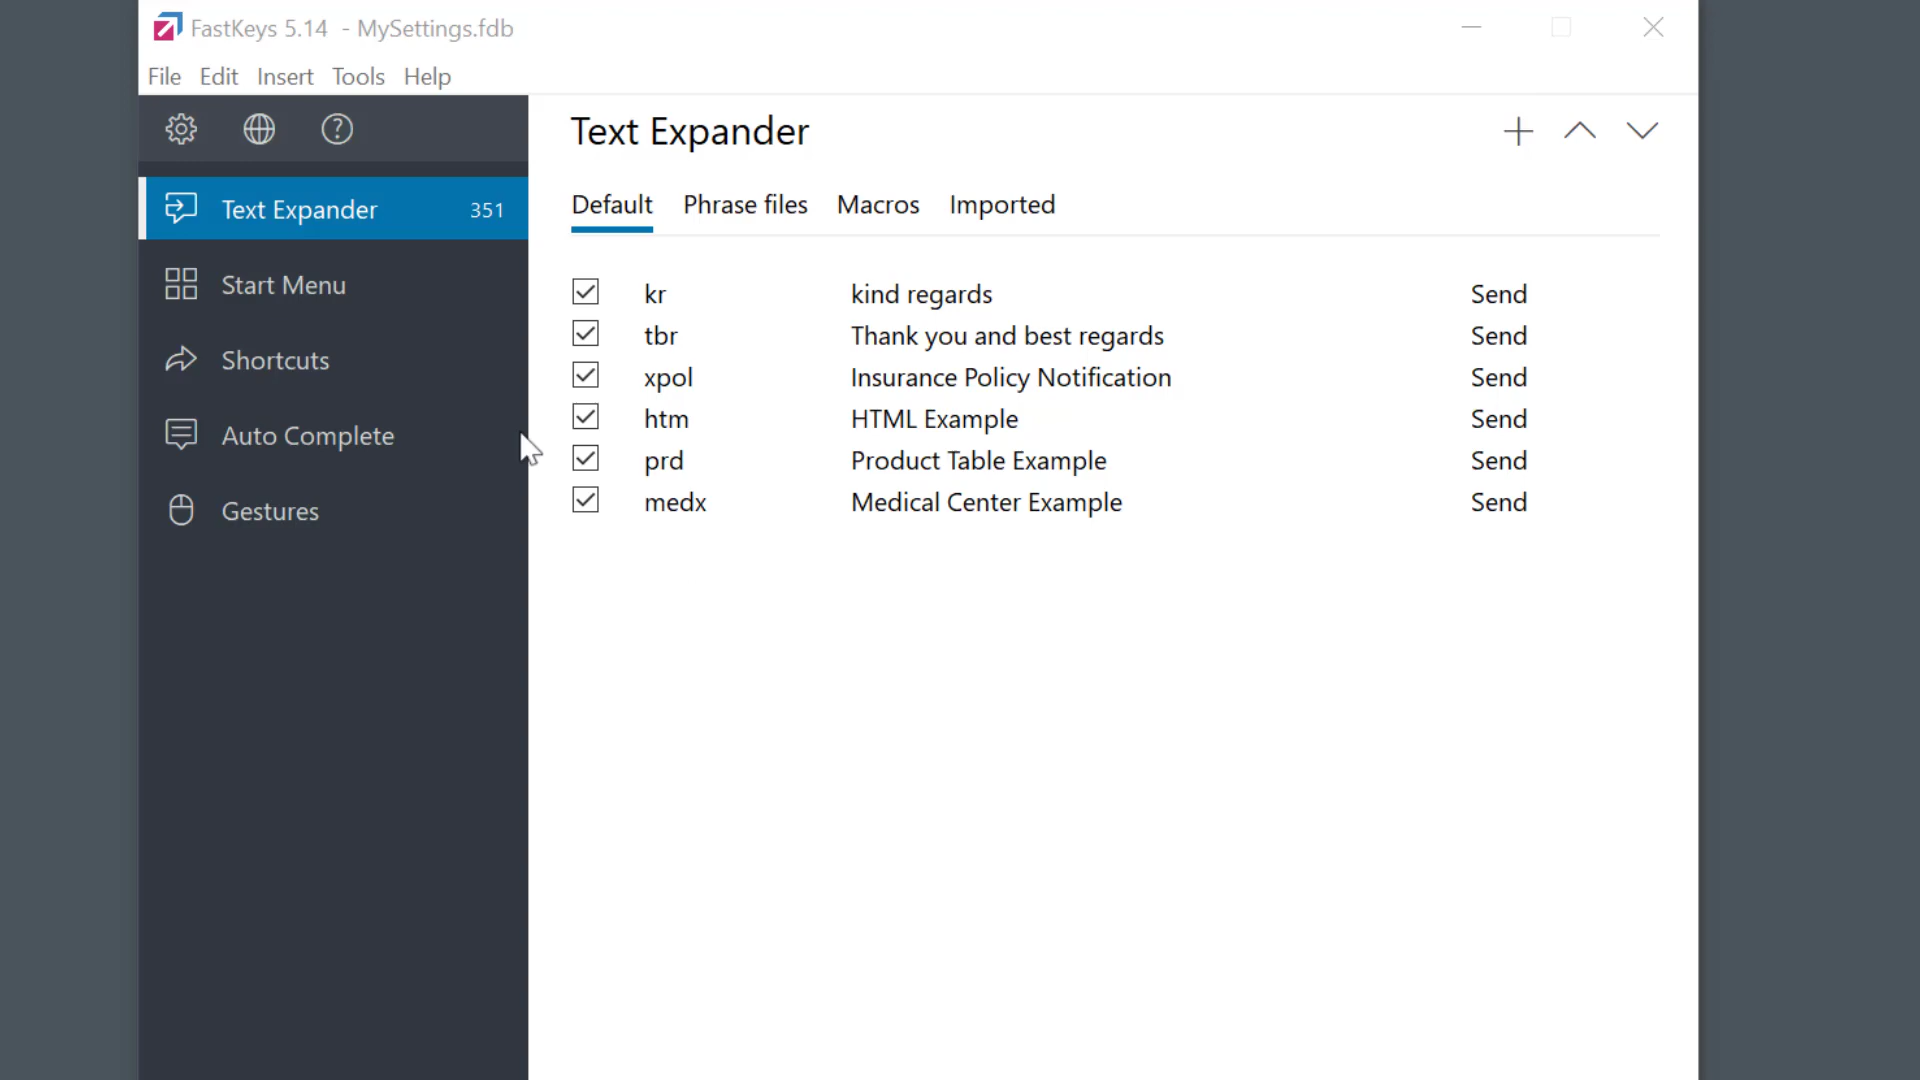 FastKeys 5.14 - MySettings.fdb
File Edit Insert Tools Help
Text Expander 351
Start Menu
Shortcuts
Auto Complete
Gestures
Text Expander
Default Phrase files Macros Imported
kr kind regards Send
tbr Thank you and best regards Send
xpol Insurance Policy Notification Send
htm HTML Example Send
prd Product Table Example Send
medx Medical Center Example Send